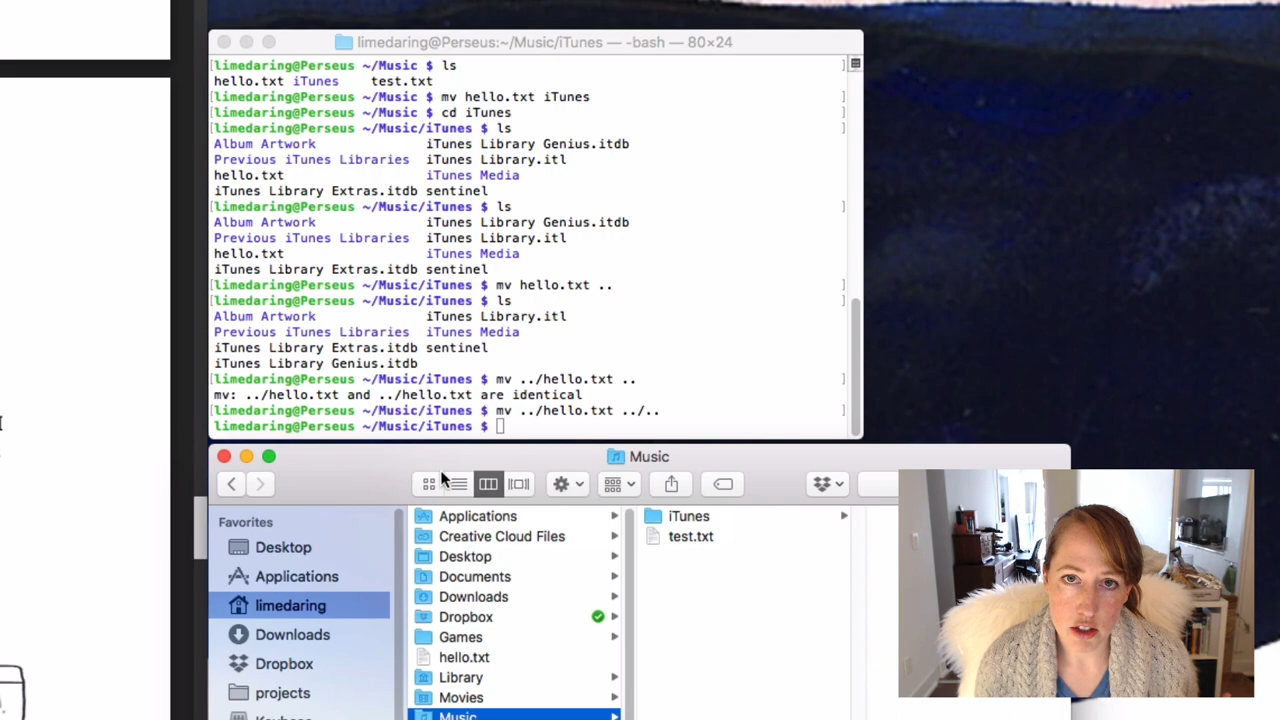 limedaring@Perseus:~/Music/iTunes — -bash — 80×24
[limedaring@Perseus ~/Music $ ls ]
hello.txt iTunes test.txt
[limedaring@Perseus ~/Music $ mv hello.txt iTunes ]
[limedaring@Perseus ~/Music $ cd iTunes ]
[limedaring@Perseus ~/Music/iTunes $ ls ]
Album Artwork iTunes Library Genius.itdb
Previous iTunes Libraries iTunes Library.itl
hello.txt iTunes Media
iTunes Library Extras.itdb sentinel
[limedaring@Perseus ~/Music/iTunes $ ls ]
Album Artwork iTunes Library Genius.itdb
Previous iTunes Libraries iTunes Library.itl
hello.txt iTunes Media
iTunes Library Extras.itdb sentinel
[limedaring@Perseus ~/Music/iTunes $ mv hello.txt .. ]
[limedaring@Perseus ~/Music/iTunes $ ls ]
Album Artwork iTunes Library.itl
Previous iTunes Libraries iTunes Media
iTunes Library Extras.itdb sentinel
iTunes Library Genius.itdb
[limedaring@Perseus ~/Music/iTunes $ mv ../hello.txt .. ]
mv: ../hello.txt and ../hello.txt are identical
[limedaring@Perseus ~/Music/iTunes $ mv ../hello.txt ../.. ]
limedaring@Perseus ~/Music/iTunes $
Music
Favorites
Desktop
Applications
limedaring
Downloads
Dropbox
projects
Applications
Creative Cloud Files
Desktop
Documents
Downloads
Dropbox
Games
hello.txt
Library
Movies
Music
iTunes
test.txt